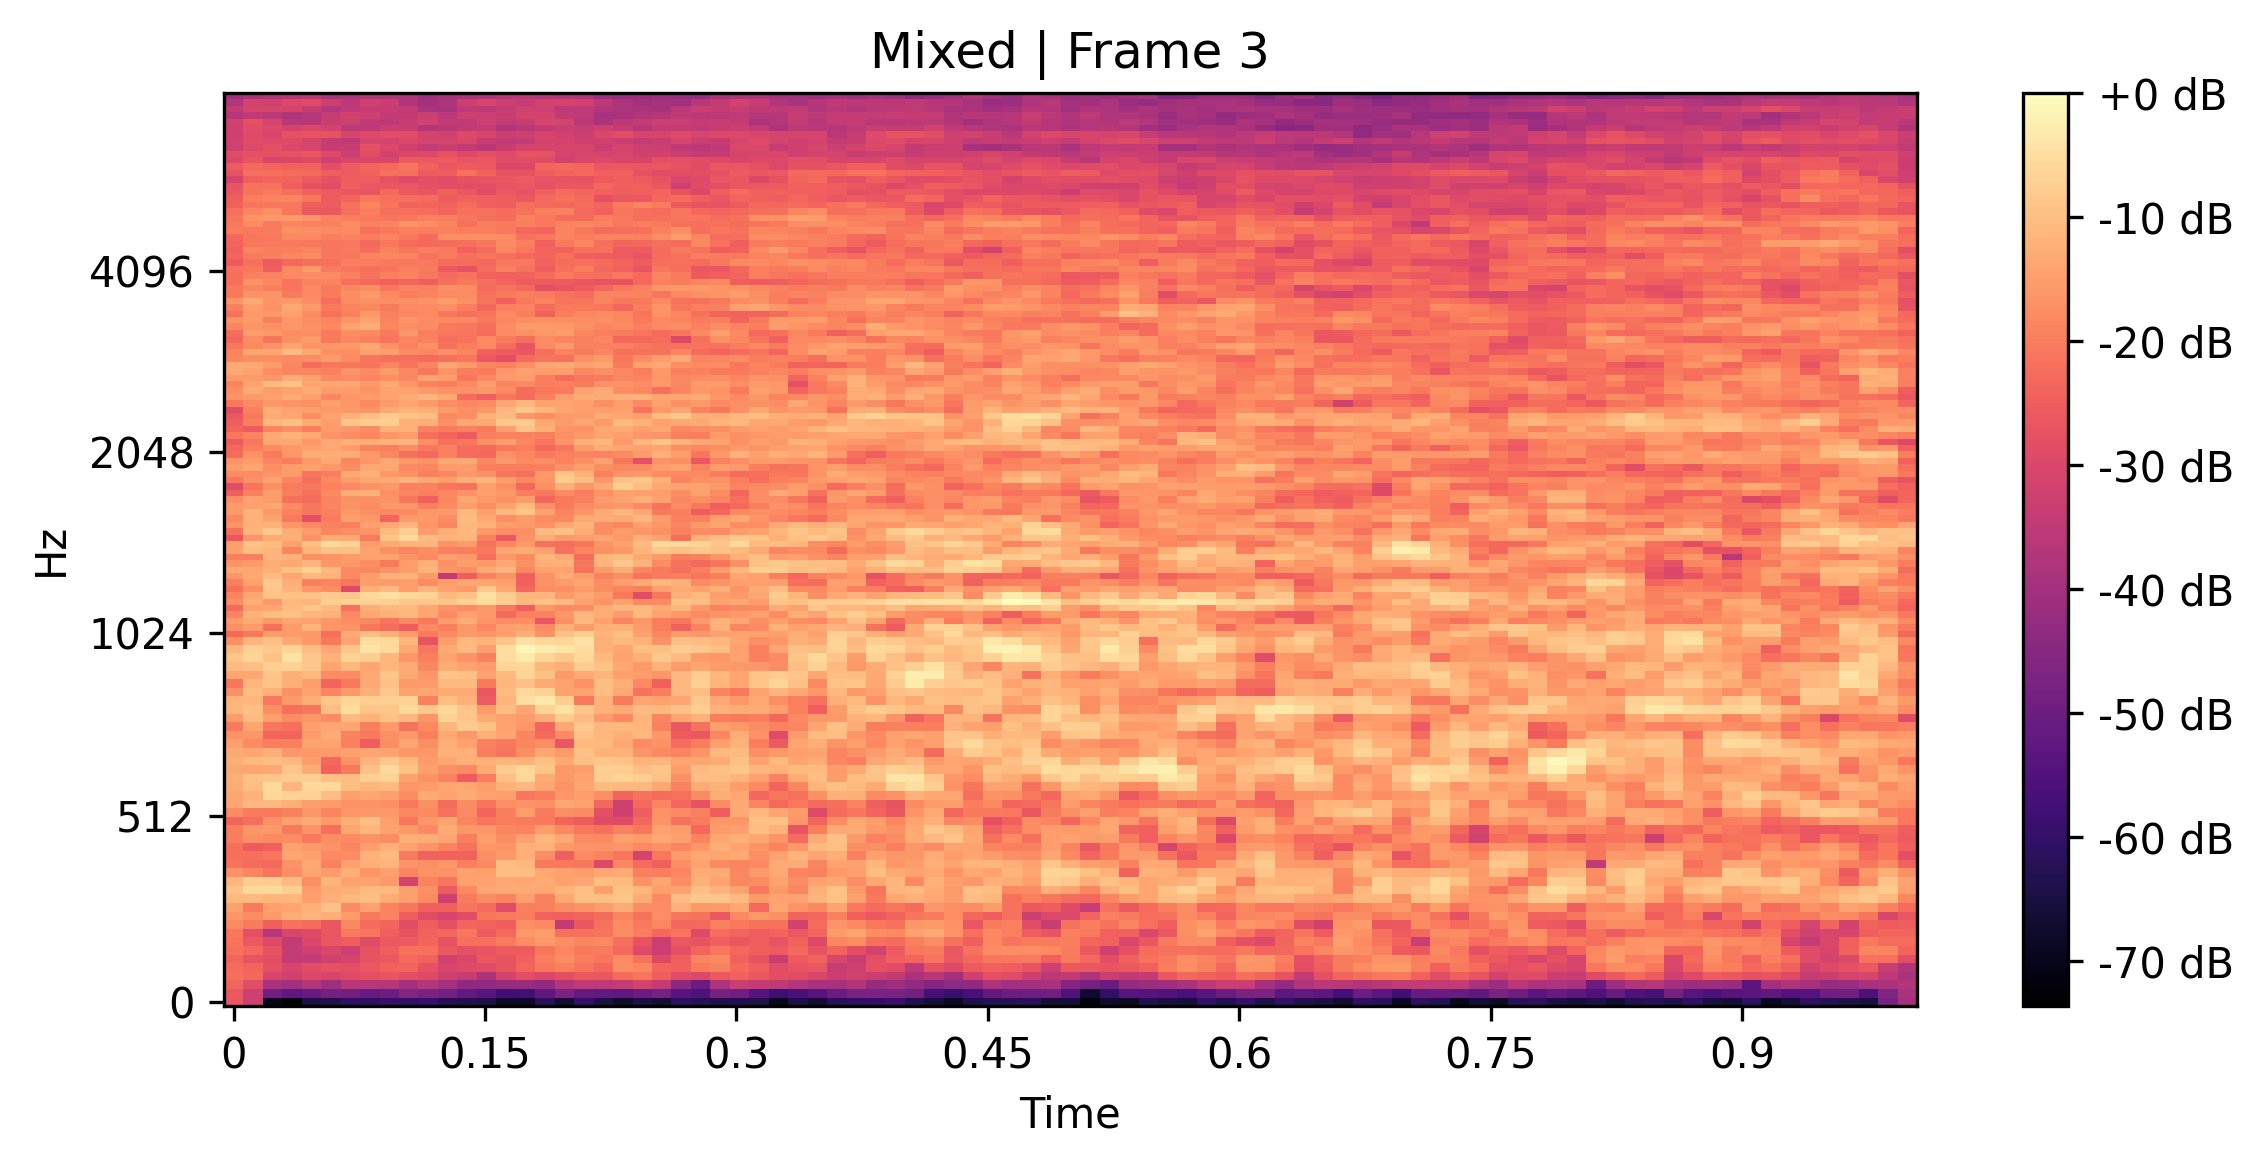 Mixed | Frame 3
Hz
4096
2048
1024
512
0
0 0.15 0.3 0.45 0.6 0.75 0.9
Time
+0 dB
-10 dB
-20 dB
-30 dB
-40 dB
-50 dB
-60 dB
-70 dB